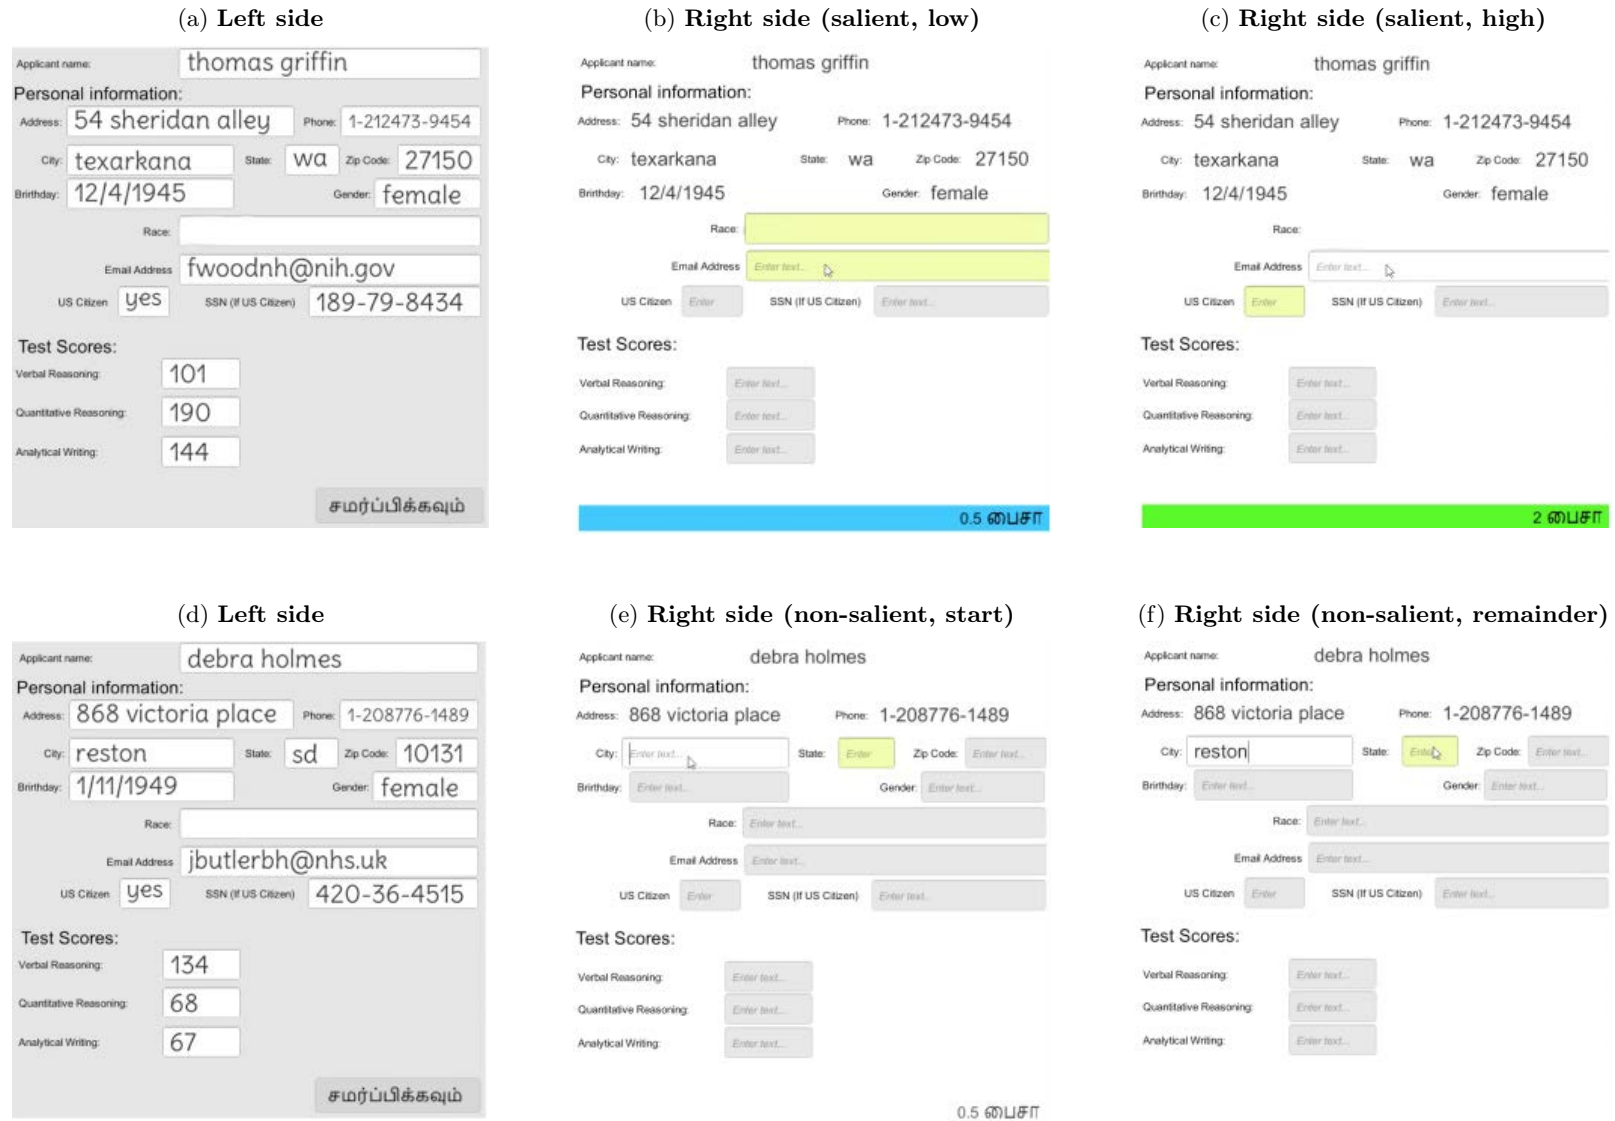 (a) Left side
Applicant name: thomas griffin
Personal information:
Address: 54 sheridan alley Phone: 1-212473-9454
City: texarkana State: wa Zip Code: 27150
Brirthday: 12/4/1945 Gender: female
Race:
Email Address fwoodnh@nih.gov
US Citizen yes SSN (If US Citizen) 189-79-8434
Test Scores:
Verbal Reasoning: 101
Quantitative Reasoning: 190
Analytical Writing: 144
சமர்ப்பிக்கவும்
(b) Right side (salient, low)
Applicant name: thomas griffin
Personal information:
Address: 54 sheridan alley Phone: 1-212473-9454
City: texarkana State: wa Zip Code: 27150
Brirthday: 12/4/1945 Gender: female
Race:
Email Address Enter text...
US Citizen Enter SSN (If US Citizen) Enter text...
Test Scores:
Verbal Reasoning: Enter text...
Quantitative Reasoning: Enter text...
Analytical Writing: Enter text...
0.5 பைசா
(c) Right side (salient, high)
Applicant name: thomas griffin
Personal information:
Address: 54 sheridan alley Phone: 1-212473-9454
City: texarkana State: wa Zip Code: 27150
Brirthday: 12/4/1945 Gender: female
Race:
Email Address Enter text...
US Citizen Enter SSN (If US Citizen) Enter text...
Test Scores:
Verbal Reasoning: Enter text...
Quantitative Reasoning: Enter text...
Analytical Writing: Enter text...
2 பைசா
(d) Left side
Applicant name: debra holmes
Personal information:
Address: 868 victoria place Phone: 1-208776-1489
City: reston State: sd Zip Code: 10131
Brirthday: 1/11/1949 Gender: female
Race:
Email Address jbutlerbh@nhs.uk
US Citizen yes SSN (If US Citizen) 420-36-4515
Test Scores:
Verbal Reasoning: 134
Quantitative Reasoning: 68
Analytical Writing: 67
சமர்ப்பிக்கவும்
(e) Right side (non-salient, start)
Applicant name: debra holmes
Personal information:
Address: 868 victoria place Phone: 1-208776-1489
City: Enter text... State: Enter Zip Code: Enter text...
Brirthday: Enter text... Gender: Enter text...
Race: Enter text...
Email Address Enter text...
US Citizen Enter SSN (If US Citizen) Enter text...
Test Scores:
Verbal Reasoning: Enter text...
Quantitative Reasoning: Enter text...
Analytical Writing: Enter text...
0.5 பைசா
(f) Right side (non-salient, remainder)
Applicant name: debra holmes
Personal information:
Address: 868 victoria place Phone: 1-208776-1489
City: reston State: Enter Zip Code: Enter text...
Brirthday: Enter text... Gender: Enter text...
Race: Enter text...
Email Address Enter text...
US Citizen Enter SSN (If US Citizen) Enter text...
Test Scores:
Verbal Reasoning: Enter text...
Quantitative Reasoning: Enter text...
Analytical Writing: Enter text...